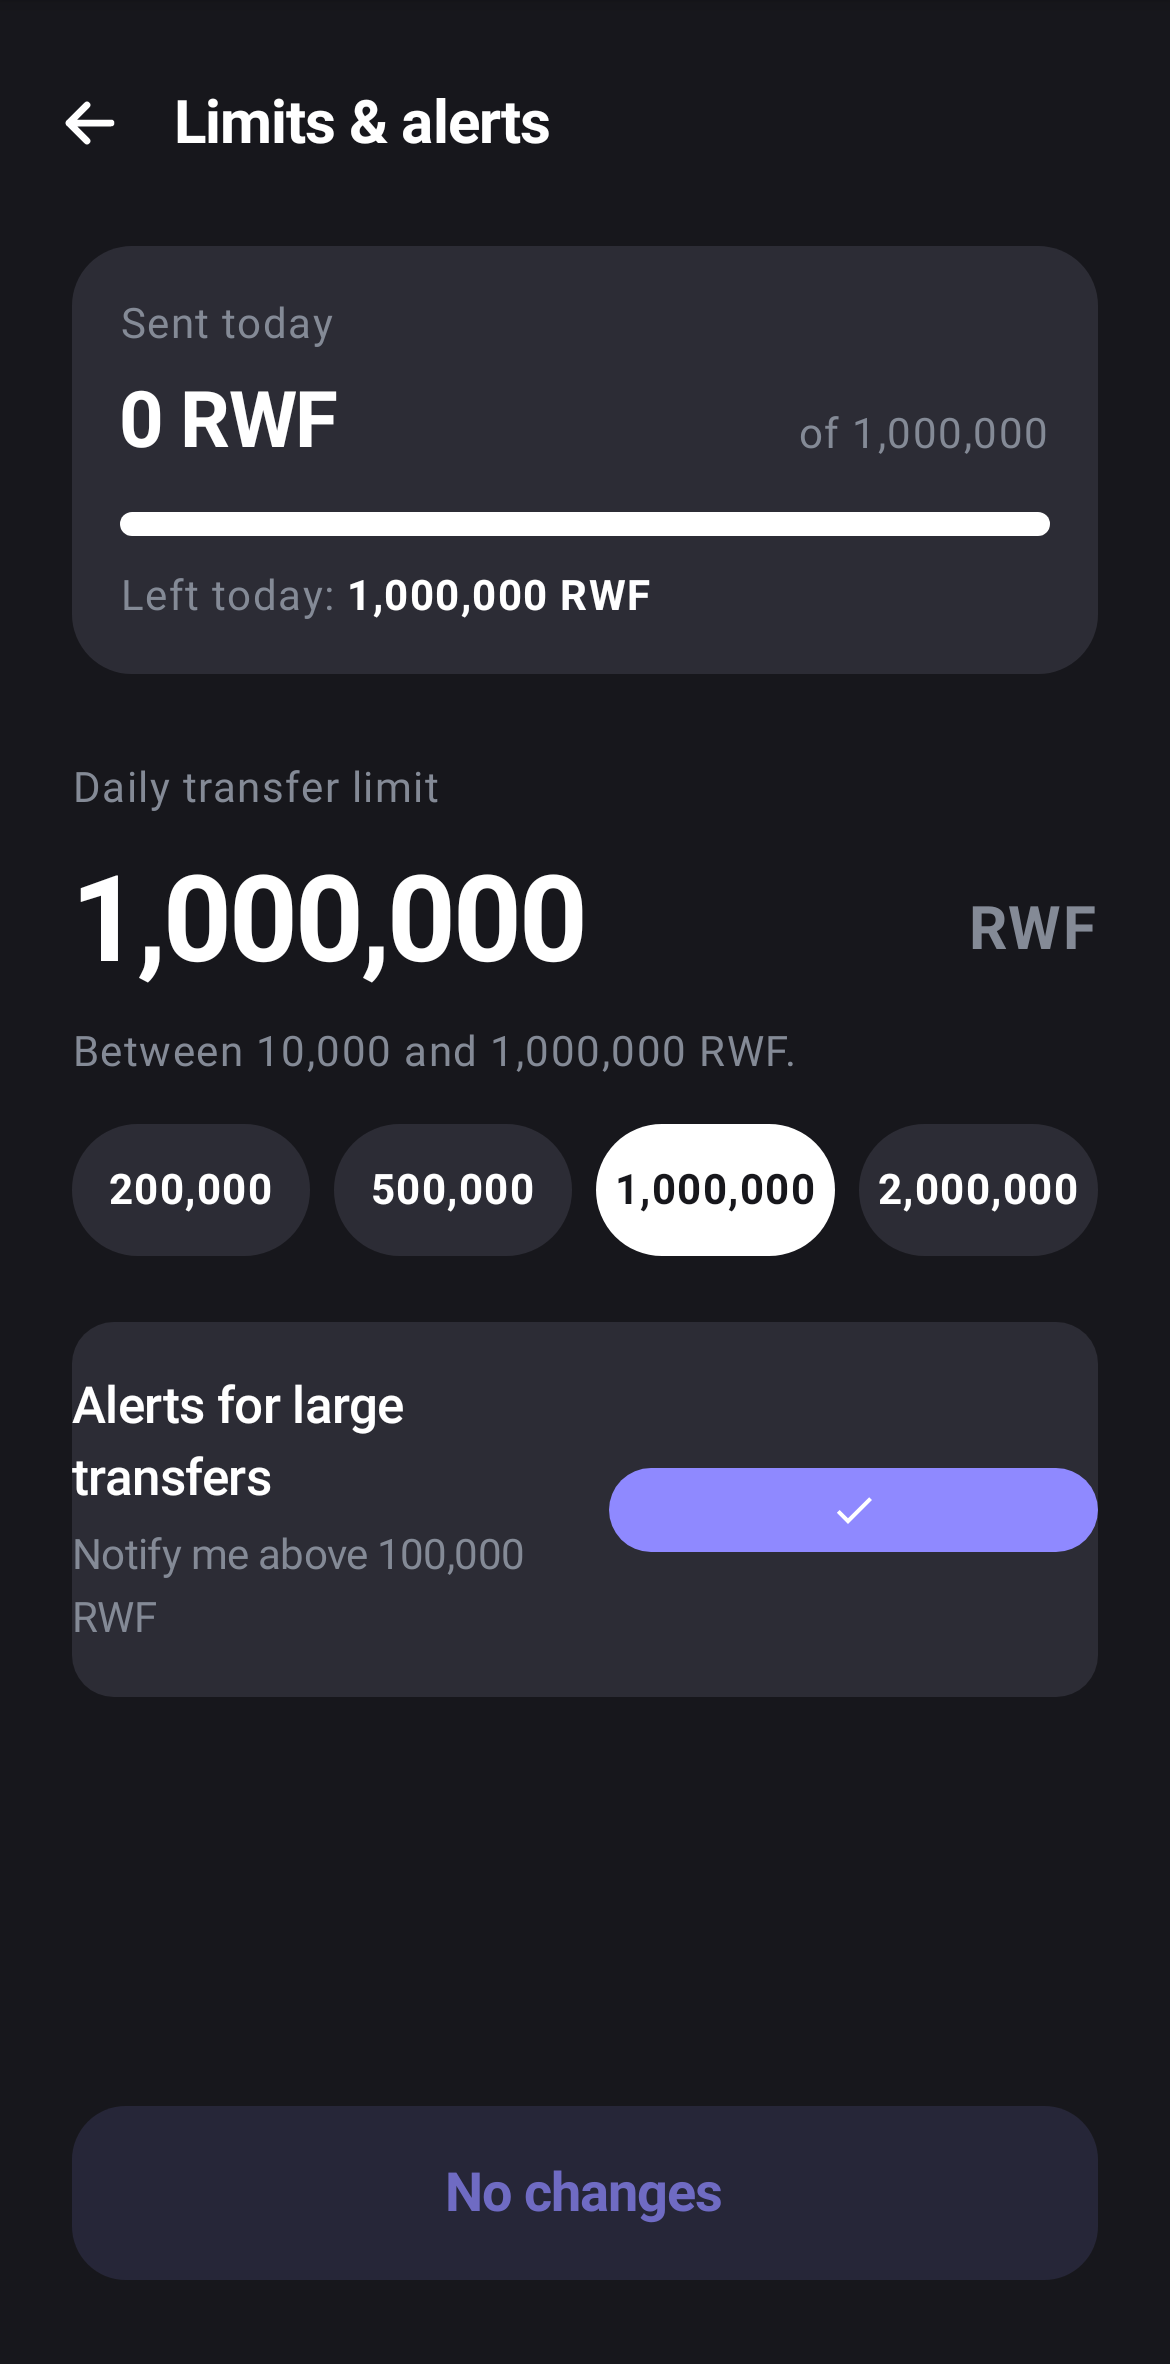 Limits & alerts
Sent today
0 RWF
of 1,000,000
Left today: 1,000,000 RWF
Daily transfer limit
1,000,000
RWF
Between 10,000 and 1,000,000 RWF.
200,000
500,000
1,000,000
2,000,000
Alerts for large
transfers
Notify me above 100,000
RWF
No changes